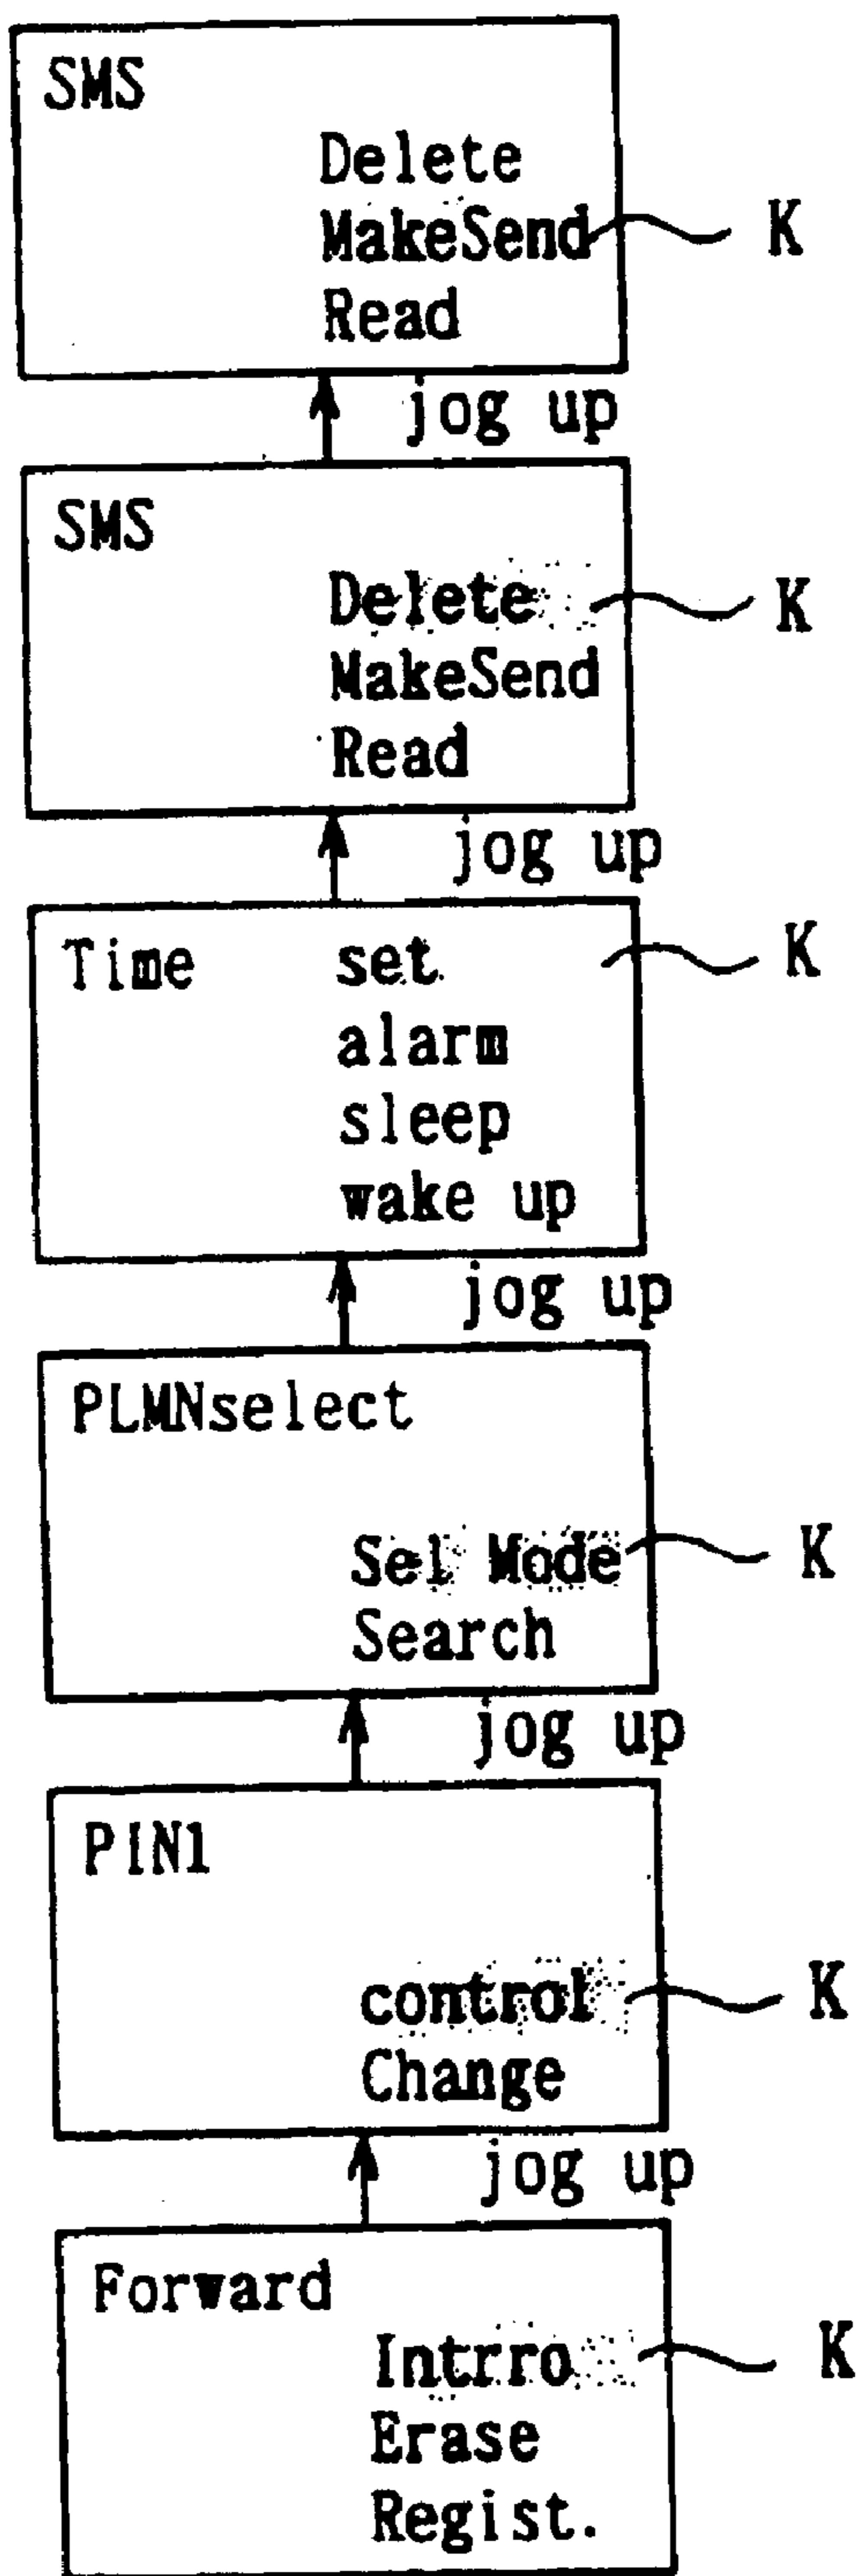 SMS
Delete
MakeSend K
Read
jog up
SMS
Delete K
MakeSend
Read
jog up
Time set K
alarm
sleep
wake up
jog up
PLMNselect
Sel Mode K
Search
jog up
PIN1
control K
Change
jog up
Forward
Intrro K
Erase
Regist.